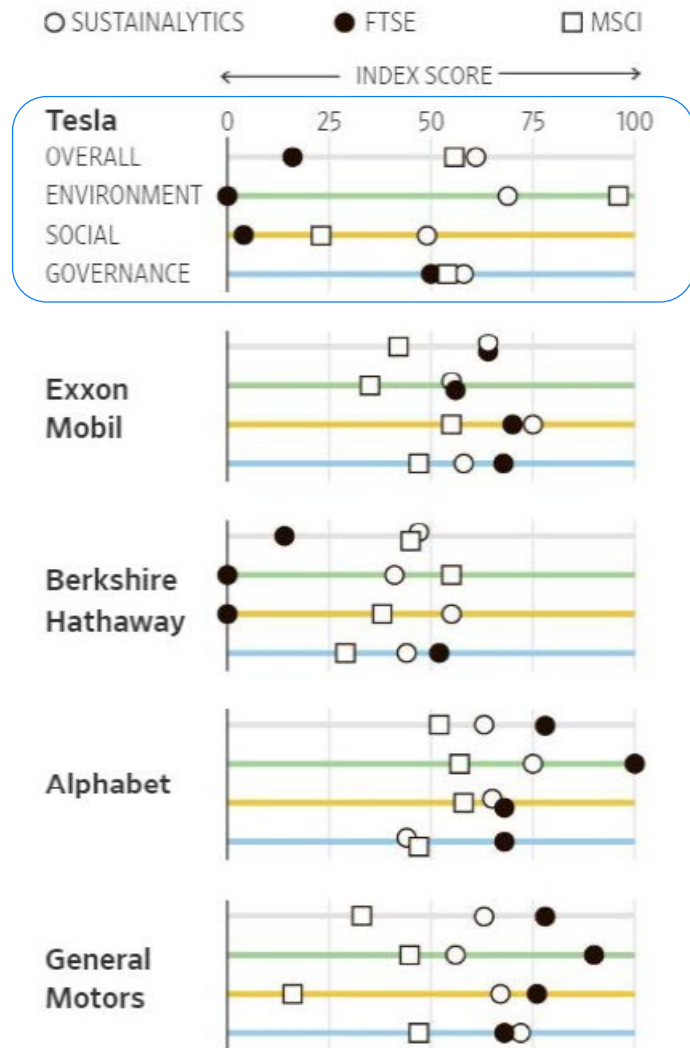 SUSTAINALYTICS FTSE MSCI
INDEX SCORE
Tesla 0 25 50 75 100
OVERALL
ENVIRONMENT
SOCIAL
GOVERNANCE
Exxon
Mobil
Berkshire
Hathaway
Alphabet
General
Motors